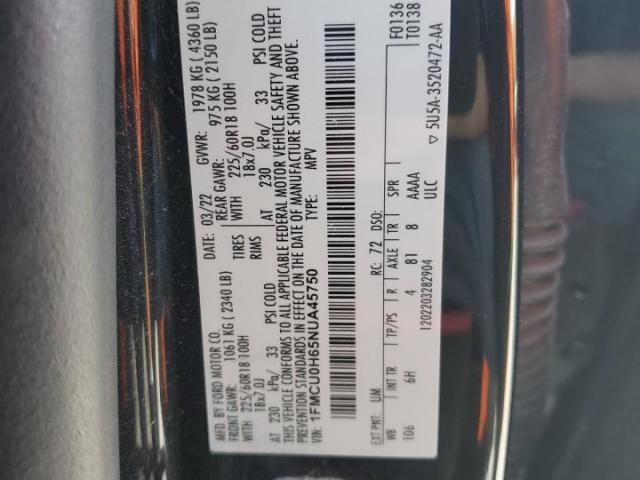 MFD. BY FORD MOTOR CO.
03/22
GVWR: 1978 KG ( 4360 LB)
FRONT GAWR: 1061 KG ( 2340 LB)
REAR GAWR: 975 KG ( 2150 LB)
WITH 225/60R18 100H TIRES
WITH 225/60R18 100H
18x7.0J RIMS
18x7.0J
AT 230 kPa/ 33 PSI COLD
AT 230 kPa/ 33 PSI COLD
THIS VEHICLE CONFORMS TO ALL APPLICABLE FEDERAL MOTOR VEHICLE SAFETY AND THEFT
PREVENTION STANDARDS IN EFFECT ON THE DATE OF MANUFACTURE SHOWN ABOVE.
VIN: 1FMCU0H65NUA45750
TYPE: MPV
F0136
T0138
EXT PNT: UM RC: 72 DSO:
WB INT TR TP/PS R AXLE TR SPR
106 6H 4 81 8 AAAA
1202203282904 ULC
▽ 5U5A-3520472-AA